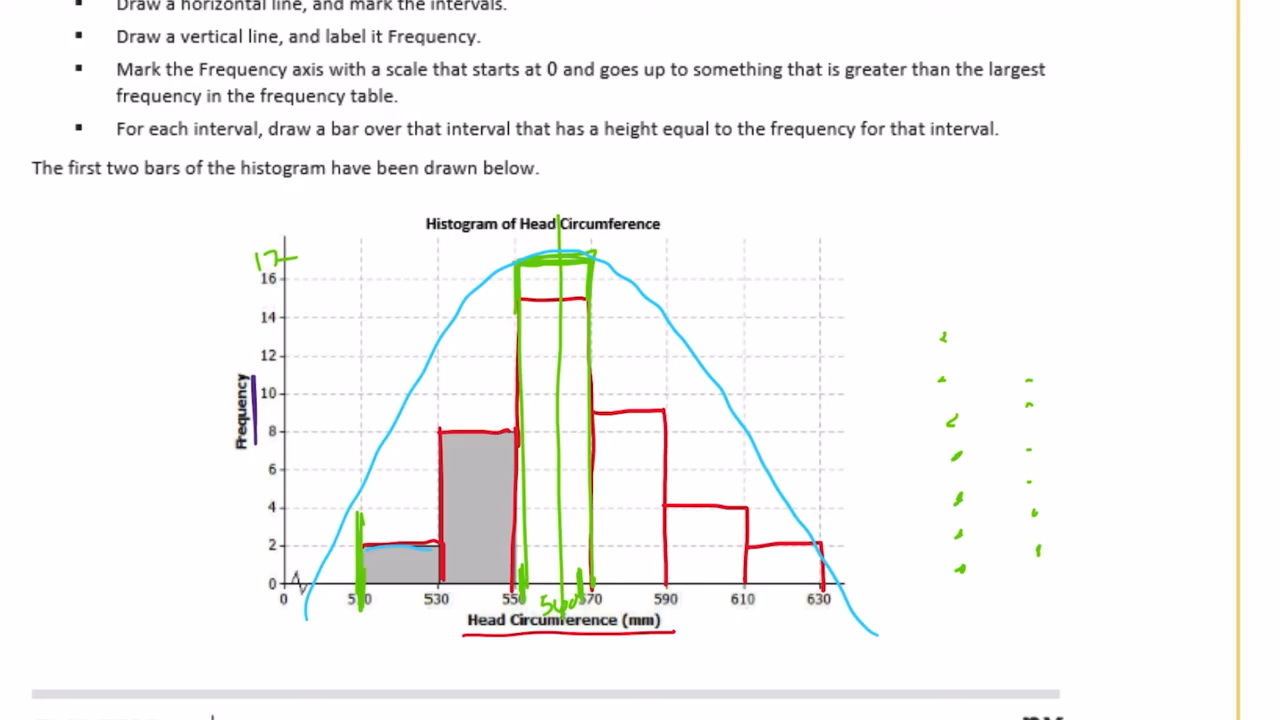 Draw a horizontal line, and mark the intervals.
▪ Draw a vertical line, and label it Frequency.
▪ Mark the Frequency axis with a scale that starts at 0 and goes up to something that is greater than the largest
frequency in the frequency table.
▪ For each interval, draw a bar over that interval that has a height equal to the frequency for that interval.
The first two bars of the histogram have been drawn below.
Histogram of Head Circumference
17
16
14
12
10
8
6
4
2
0
Frequency
0 510 530 550 570 590 610 630
560
Head Circumference (mm)